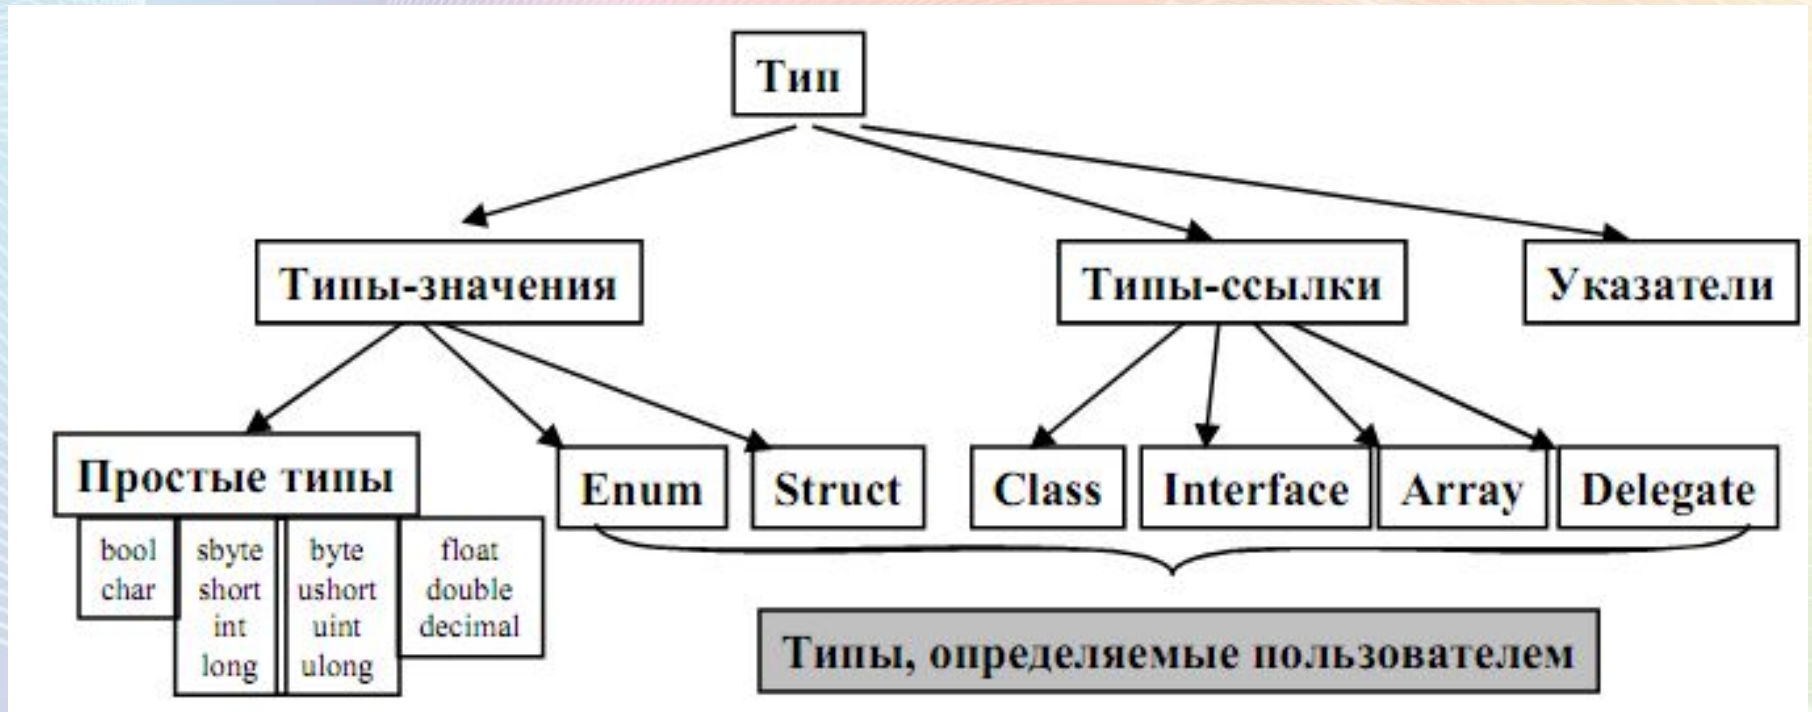 Тип
Типы-значения
Типы-ссылки
Указатели
Простые типы
Enum
Struct
Class
Interface
Array
Delegate
bool
char
sbyte
short
int
long
byte
ushort
uint
ulong
float
double
decimal
Типы, определяемые пользователем